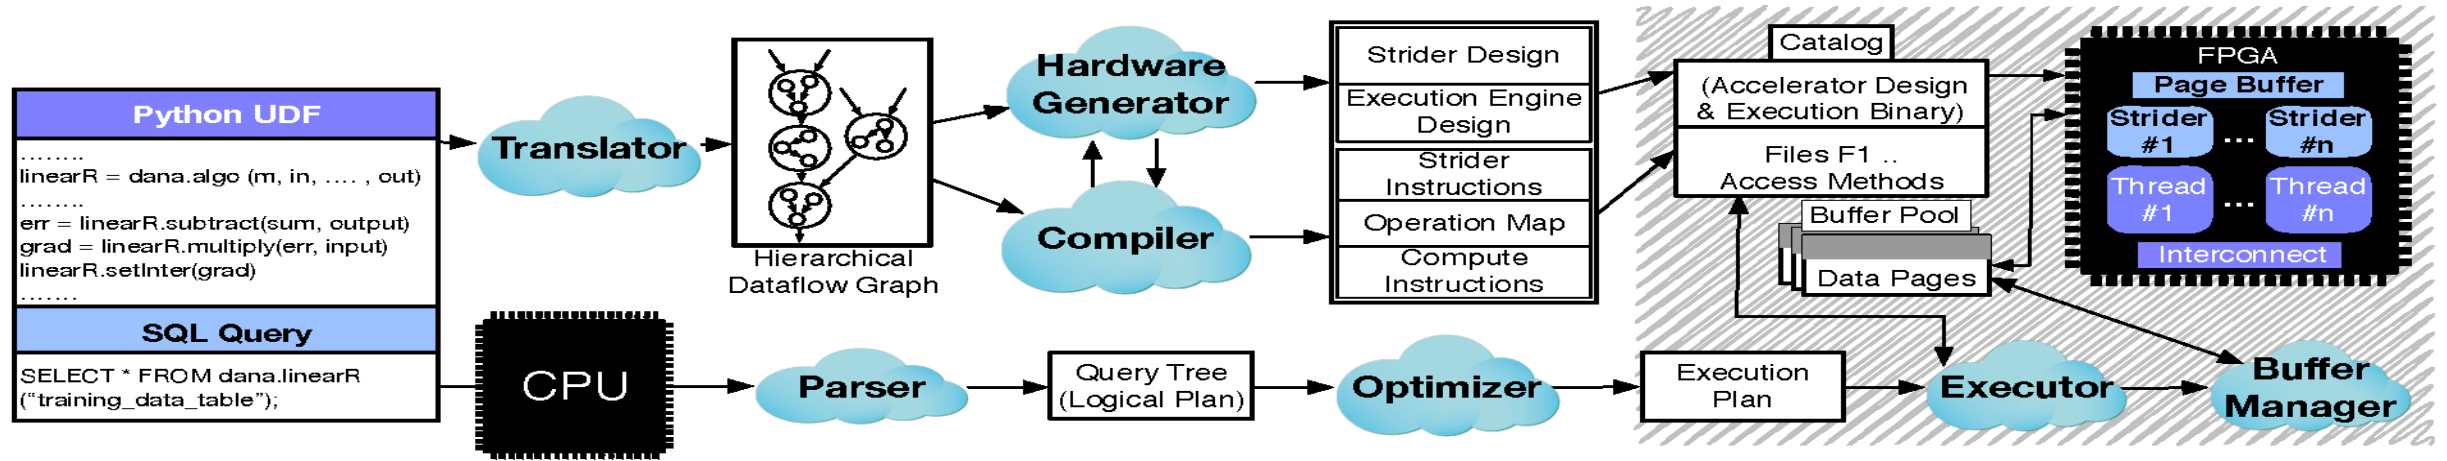 Python UDF
........
linearR = dana.algo (m, in, .... , out)
........
err = linearR.subtract(sum, output)
grad = linearR.multiply(err, input)
linearR.setInter(grad)
.......
SQL Query
SELECT * FROM dana.linearR
("training_data_table");
Translator
Hierarchical
Dataflow Graph
Hardware
Generator
Compiler
Strider Design
Execution Engine
Design
Strider
Instructions
Operation Map
Compute
Instructions
Catalog
(Accelerator Design
& Execution Binary)
Files F1 ..
Access Methods
Buffer Pool
Data Pages
FPGA
Page Buffer
Strider
#1
...
Strider
#n
Thread
#1
...
Thread
#n
Interconnect
CPU
Parser
Query Tree
(Logical Plan)
Optimizer
Execution
Plan
Executor
Buffer
Manager